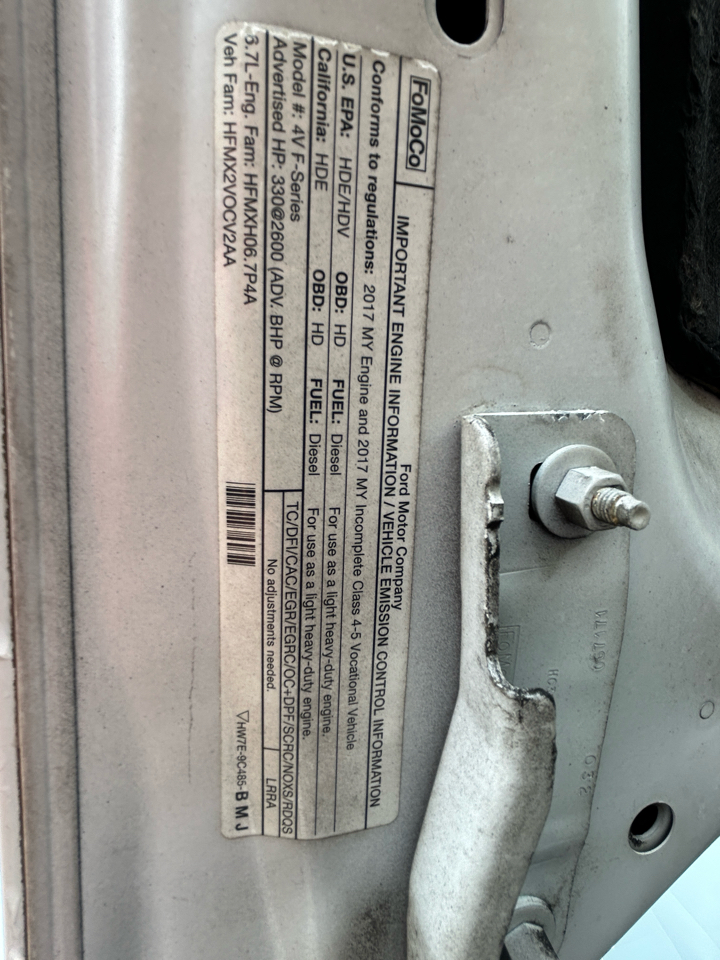 FoMoCo
Ford Motor Company
IMPORTANT ENGINE INFORMATION / VEHICLE EMISSION CONTROL INFORMATION
Conforms to regulations: 2017 MY Engine and 2017 MY Incomplete Class 4-5 Vocational Vehicle
U.S. EPA: HDE/HDV OBD: HD FUEL: Diesel For use as a light heavy-duty engine.
California: HDE OBD: HD FUEL: Diesel For use as a light heavy-duty engine.
Model #: 4V F-Series TC/DFI/CAC/EGR/EGRC/OC+DPF/SCRC/NOXS/RDQS
Advertised HP: 330@2600 (ADV. BHP @ RPM) No adjustments needed. LRRA
6.7L-Eng. Fam: HFMXH06.7P4A
Veh Fam: HFMX2VOCV2AA HW7E-9C485-B M J